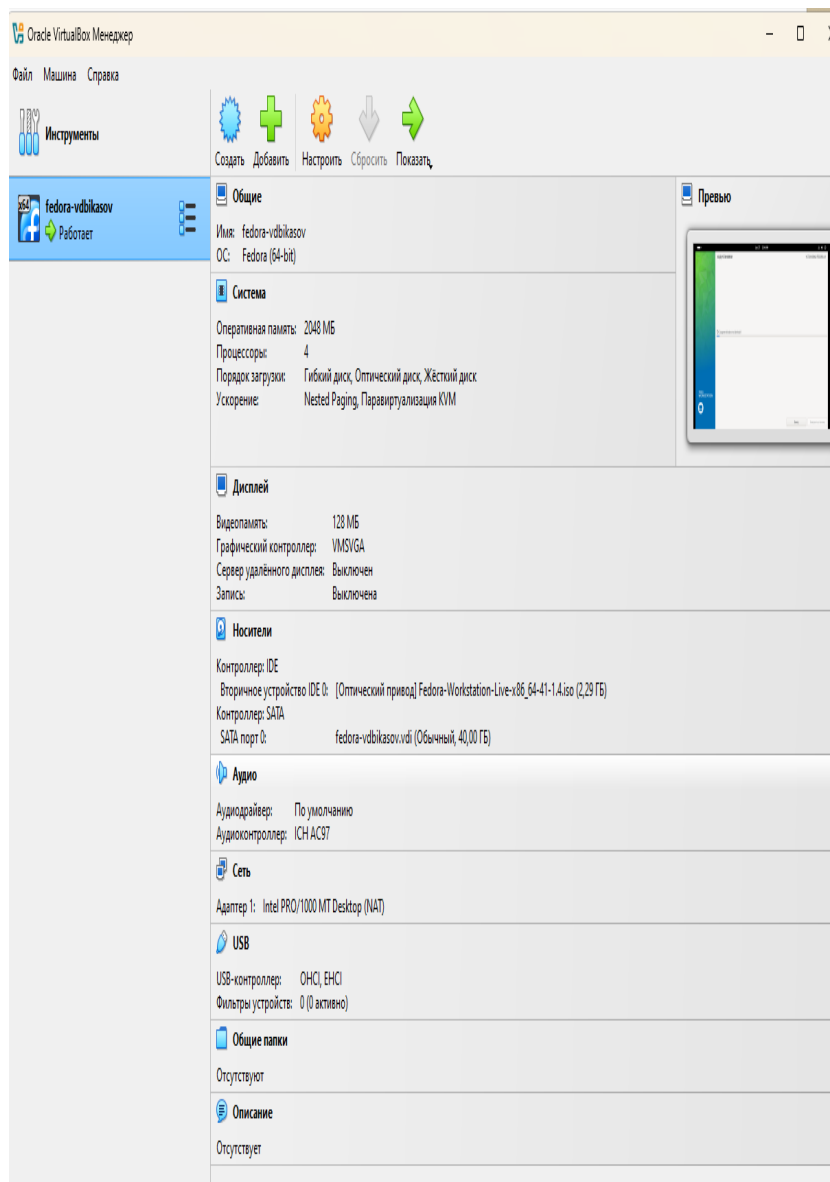 Oracle VirtualBox Менеджер
Файл Машина Справка
Инструменты
Создать Добавить Настроить Сбросить Показать
x64
fedora-vdbikasov
Работает
Общие
Имя: fedora-vdbikasov
ОС: Fedora (64-bit)
Превью
Система
Оперативная память: 2048 МБ
Процессоры: 4
Порядок загрузки: Гибкий диск, Оптический диск, Жёсткий диск
Ускорение: Nested Paging, Паравиртуализация KVM
Дисплей
Видеопамять: 128 МБ
Графический контроллер: VMSVGA
Сервер удалённого дисплея: Выключен
Запись: Выключена
Носители
Контроллер: IDE
Вторичное устройство IDE 0: [Оптический привод] Fedora-Workstation-Live-x86_64-41-1.4.iso (2,29 ГБ)
Контроллер: SATA
SATA порт 0: fedora-vdbikasov.vdi (Обычный, 40,00 ГБ)
Аудио
Аудиодрайвер: По умолчанию
Аудиоконтроллер: ICH AC97
Сеть
Адаптер 1: Intel PRO/1000 MT Desktop (NAT)
USB
USB-контроллер: OHCI, EHCI
Фильтры устройств: 0 (0 активно)
Общие папки
Отсутствуют
Описание
Отсутствует